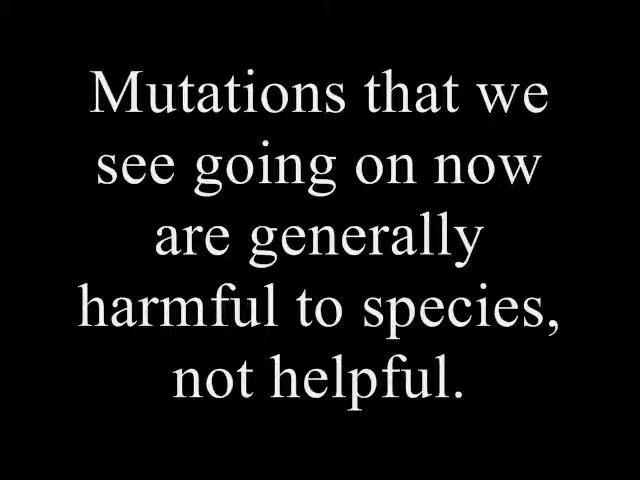 Mutations that we
see going on now
are generally
harmful to species,
not helpful.